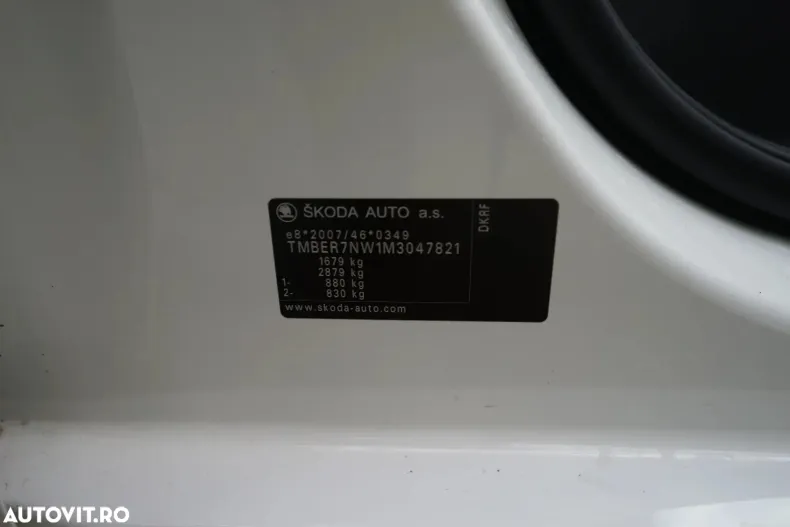 ŠKODA AUTO a.s.
e8*2007/46*0349
TMBER7NW1M3047821
1679 kg
2879 kg
1- 880 kg
2- 830 kg
www.skoda-auto.com
DKRF
AUTOVIT.RO